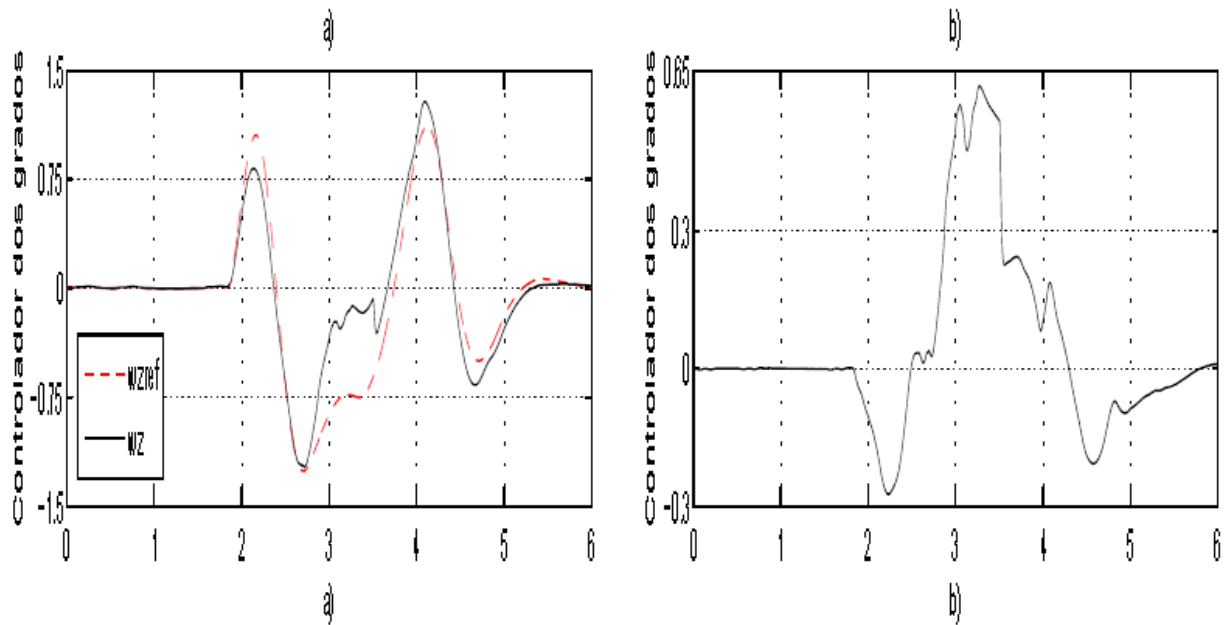 a)
b)
Controlador dos grados
1.5
0.75
0
-0.75
-1.5
wzref
wz
0 1 2 3 4 5 6
a)
Controlador dos grados
0.65
0.3
0
-0.3
0 1 2 3 4 5 6
b)